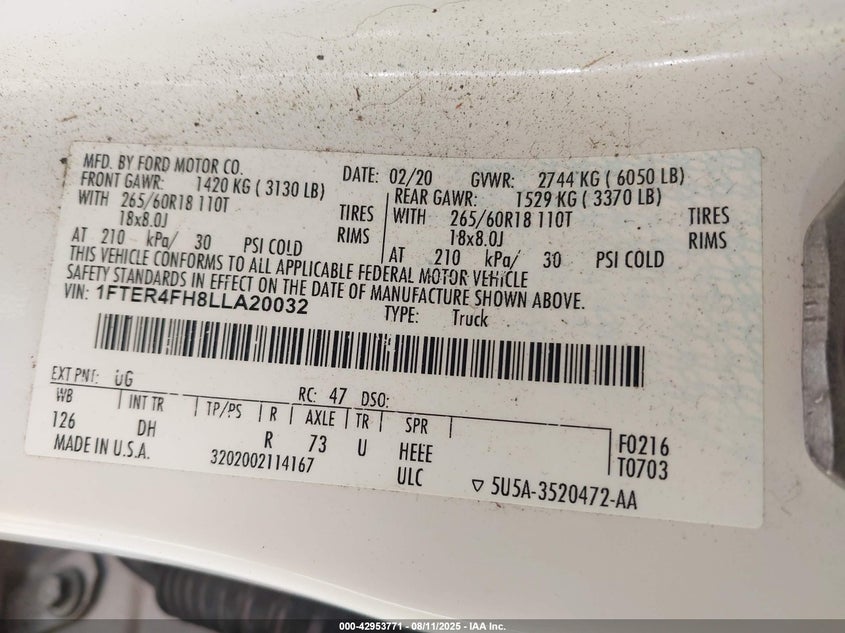 MFD. BY FORD MOTOR CO. DATE: 02/20 GVWR: 2744 KG ( 6050 LB)
FRONT GAWR: 1420 KG ( 3130 LB) REAR GAWR: 1529 KG ( 3370 LB)
WITH 265/60R18 110T TIRES WITH 265/60R18 110T TIRES
18x8.0J RIMS 18x8.0J RIMS
AT 210 kPa/ 30 PSI COLD AT 210 kPa/ 30 PSI COLD
THIS VEHICLE CONFORMS TO ALL APPLICABLE FEDERAL MOTOR VEHICLE
SAFETY STANDARDS IN EFFECT ON THE DATE OF MANUFACTURE SHOWN ABOVE.
VIN: 1FTER4FH8LLA20032 TYPE: Truck
EXT PNT: UG RC: 47 DSO:
WB INT TR TP/PS R AXLE TR SPR
126 DH R 73 U HEEE F0216
MADE IN U.S.A. 3202002114167 ULC T0703
▽ 5U5A-3520472-AA
000-42953771 - 08/11/2025 - IAA Inc.